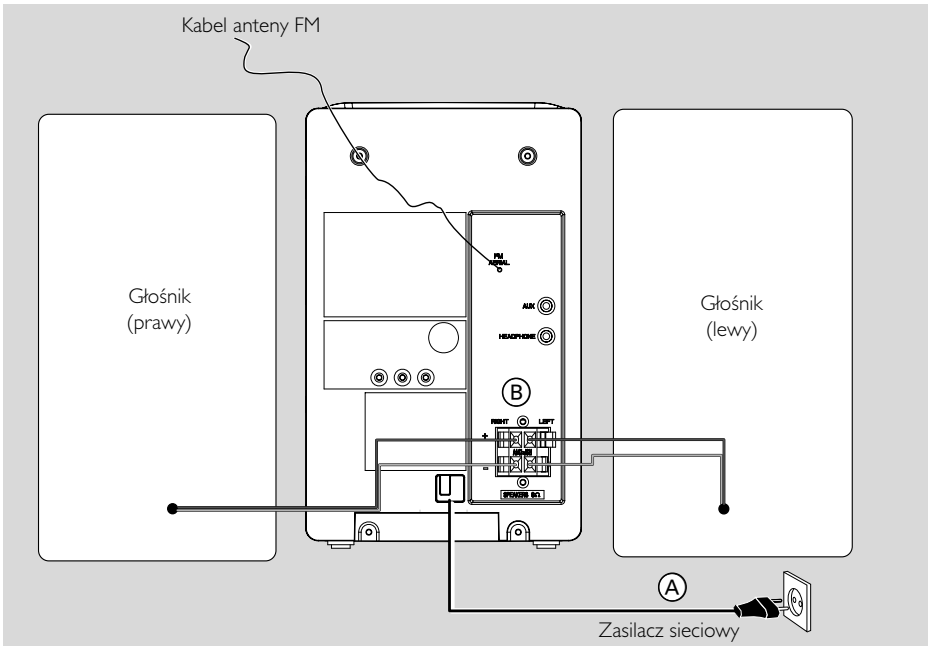 Kabel anteny FM
FM
AERIAL
Głośnik
(prawy)
Głośnik
(lewy)
AUX
HEADPHONE
B
RIGHT
LEFT
+
-
A
Zasilacz sieciowy